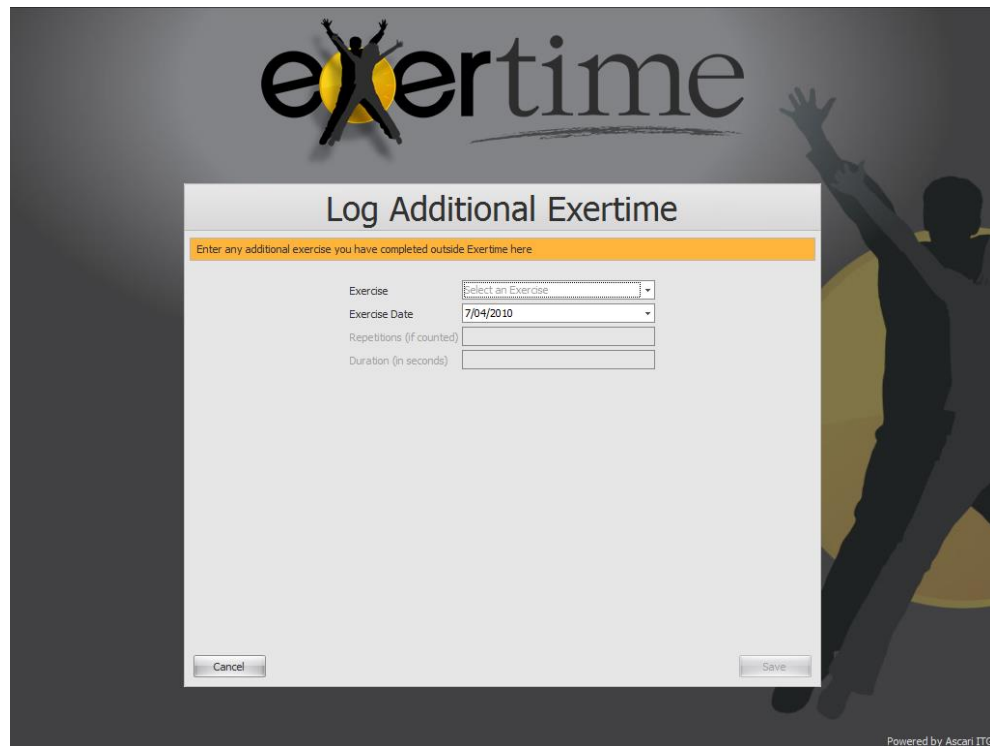 exertime
Log Additional Exertime
Enter any additional exercise you have completed outside Exertime here
Exercise Select an Exercise
Exercise Date 7/04/2010
Repetitions (if counted)
Duration (in seconds)
Cancel Save
Powered by Ascari ITC